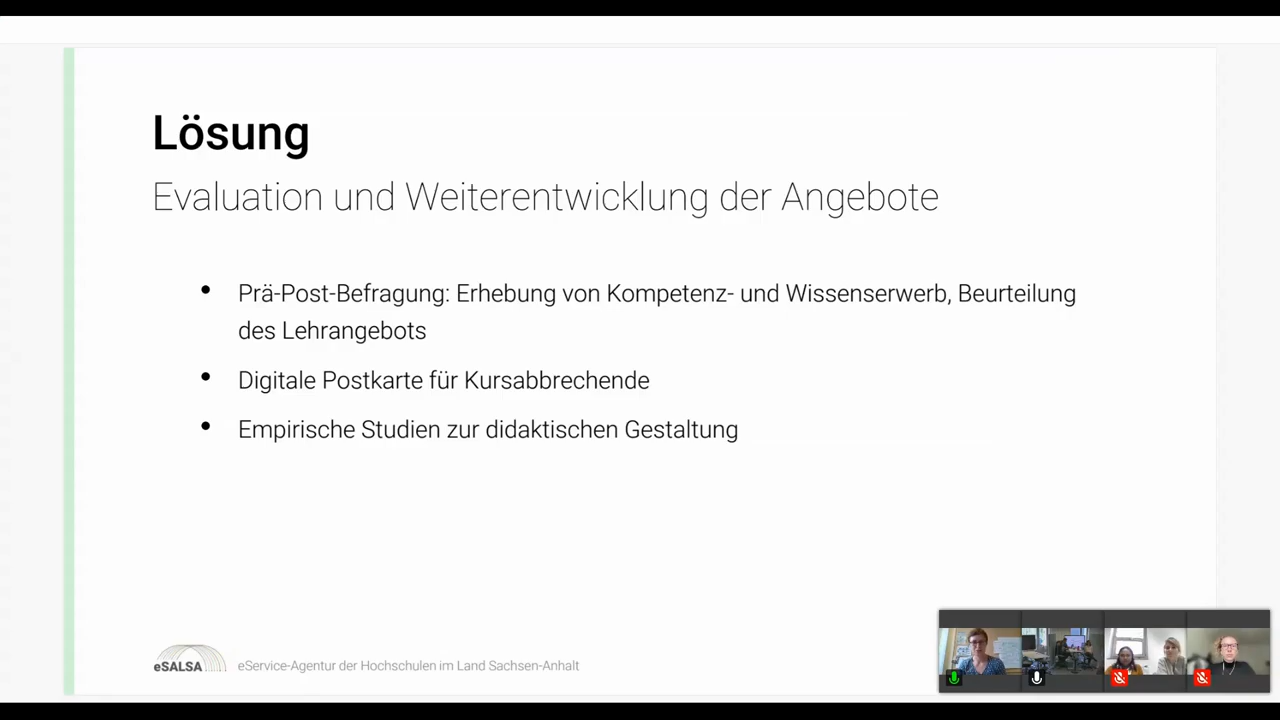 Lösung
Evaluation und Weiterentwicklung der Angebote
• Prä-Post-Befragung: Erhebung von Kompetenz- und Wissenserwerb, Beurteilung
des Lehrangebots
• Digitale Postkarte für Kursabbrechende
• Empirische Studien zur didaktischen Gestaltung
eSALSA eService-Agentur der Hochschulen im Land Sachsen-Anhalt